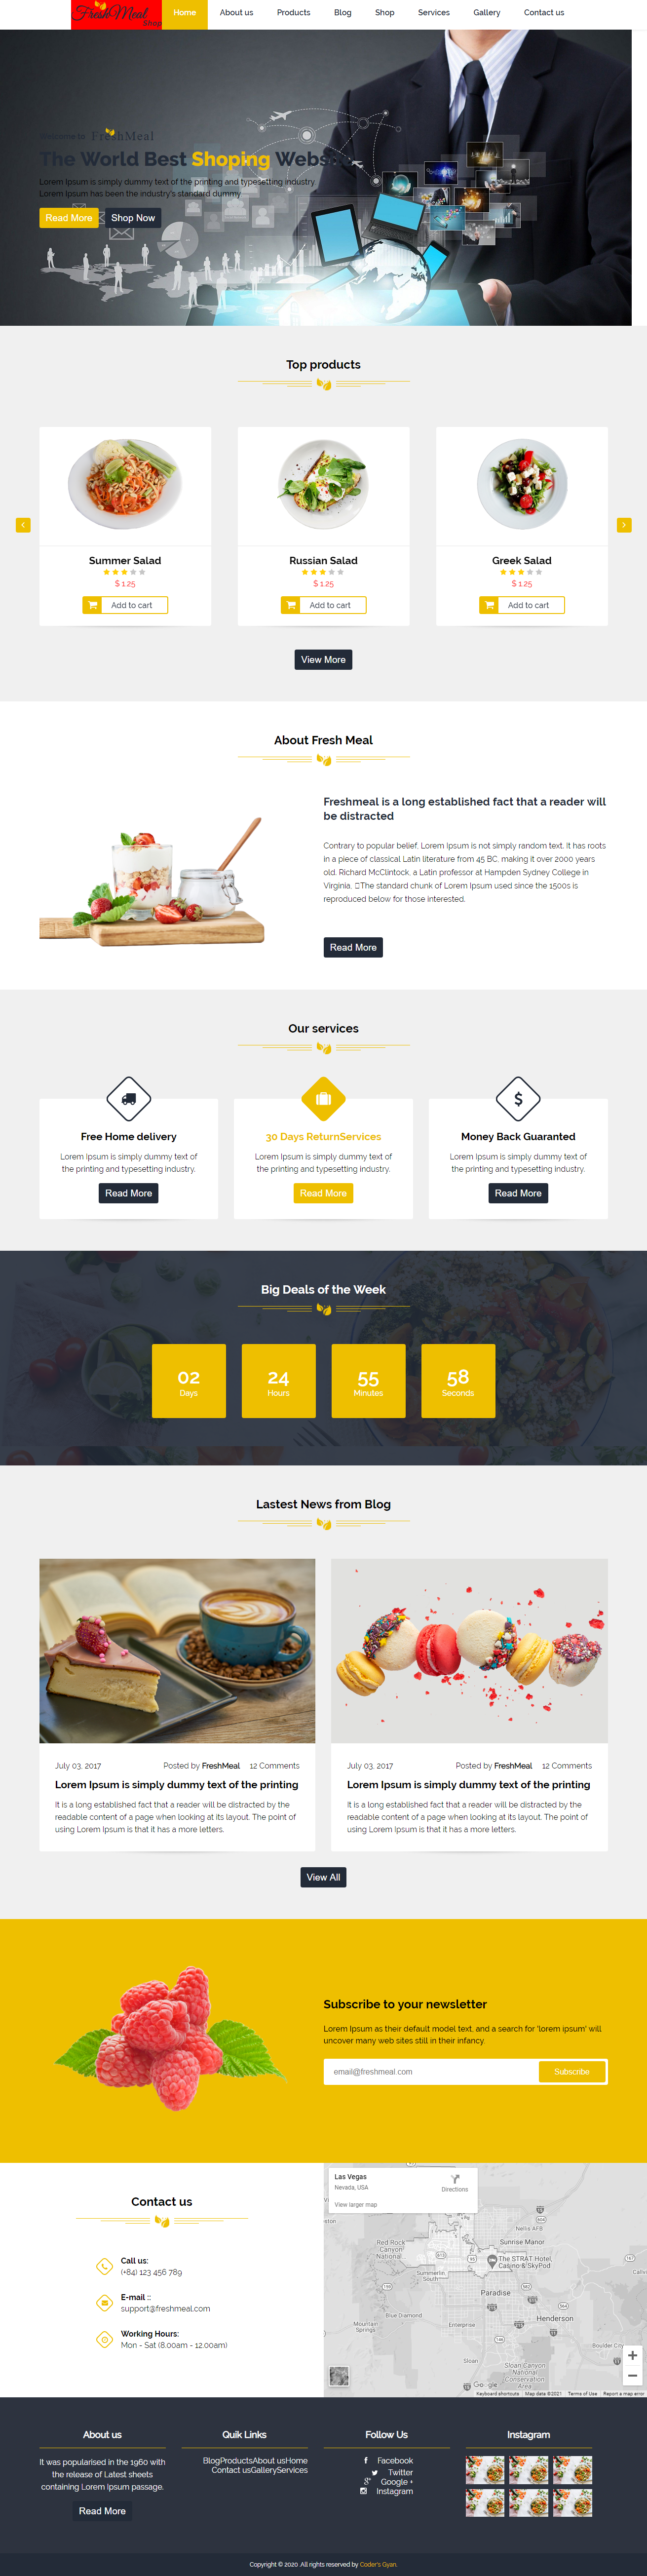 FreshMeal
Shop
Home About us Products Blog Shop Services Gallery Contact us
Welcome to FreshMeal
The World Best Shoping Website
Lorem Ipsum is simply dummy text of the printing and typesetting industry.
Lorem Ipsum has been the industry's standard dummy
Read More Shop Now
Top products
Summer Salad Russian Salad Greek Salad
$ 1.25 $ 1.25 $ 1.25
Add to cart Add to cart Add to cart
View More
About Fresh Meal
Freshmeal is a long established fact that a reader will
be distracted
Contrary to popular belief, Lorem Ipsum is not simply random text. It has roots
in a piece of classical Latin literature from 45 BC, making it over 2000 years
old. Richard McClintock, a Latin professor at Hampden Sydney College in
Virginia. The standard chunk of Lorem Ipsum used since the 1500s is
reproduced below for those interested.
Read More
Our services
Free Home delivery 30 Days ReturnServices Money Back Guaranted
Lorem Ipsum is simply dummy text of Lorem Ipsum is simply dummy text of Lorem Ipsum is simply dummy text of
the printing and typesetting industry. the printing and typesetting industry. the printing and typesetting industry.
Read More Read More Read More
Big Deals of the Week
02 24 55 58
Days Hours Minutes Seconds
Lastest News from Blog
July 03, 2017 Posted by FreshMeal 12 Comments July 03, 2017 Posted by FreshMeal 12 Comments
Lorem Ipsum is simply dummy text of the printing Lorem Ipsum is simply dummy text of the printing
It is a long established fact that a reader will be distracted by the It is a long established fact that a reader will be distracted by the
readable content of a page when looking at its layout. The point of readable content of a page when looking at its layout. The point of
using Lorem Ipsum is that it has a more letters. using Lorem Ipsum is that it has a more letters.
View All
Subscribe to your newsletter
Lorem Ipsum as their default model text, and a search for 'lorem ipsum' will
uncover many web sites still in their infancy.
email@freshmeal.com Subscribe
Contact us
Call us:
(+84) 123 456 789
E-mail ::
support@freshmeal.com
Working Hours:
Mon - Sat (8.00am - 12.00am)
Las Vegas
Nevada, USA
Directions
View larger map
Nellis AFB
Sunrise Manor
Red Rock
Canyon
National...
The STRAT Hotel,
Casino & SkyPod
Summerlin
South
Paradise
Blue Diamond
Mountain
Springs
Enterprise
Henderson
Boulder City
Sloan
Sloan Canyon
National
Conservation
Area
Google
Keyboard shortcuts Map data ©2021 Terms of Use Report a map error
About us Quik Links Follow Us Instagram
It was popularised in the 1960 with
the release of Latest sheets
containing Lorem Ipsum passage.
Read More
BlogProductsAbout usHome
Contact usGalleryServices
Facebook
Twitter
Google +
Instagram
Copyright © 2020. All rights reserved by Coder's Gyan.